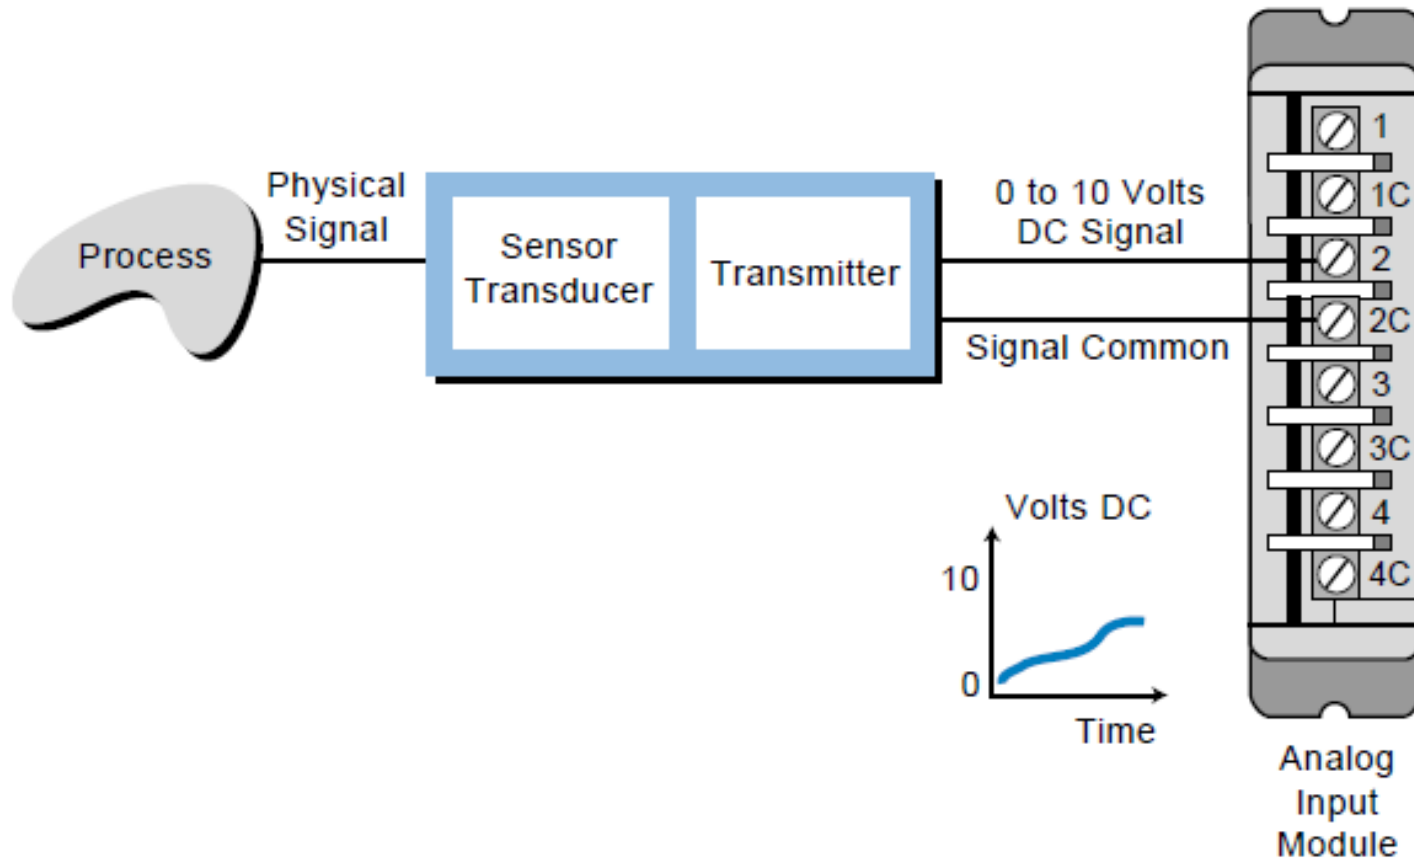 Physical
Signal
Process
Sensor
Transducer
Transmitter
0 to 10 Volts
DC Signal
Signal Common
1
1C
2
2C
3
3C
4
4C
Volts DC
10
0
Time
Analog
Input
Module